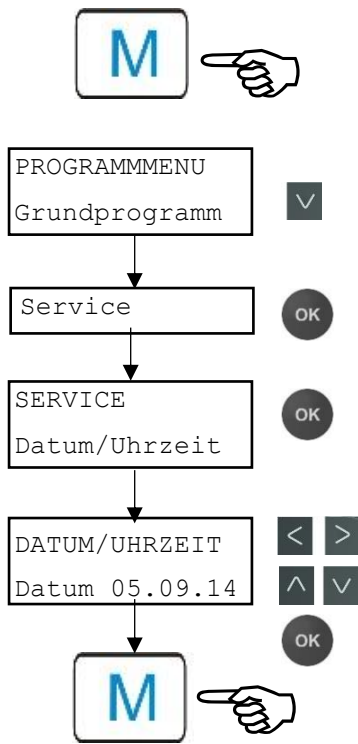 M
PROGRAMMMENU
Grundprogramm
Service
OK
SERVICE
OK
Datum/Uhrzeit
DATUM/UHRZEIT
Datum 05.09.14
OK
M